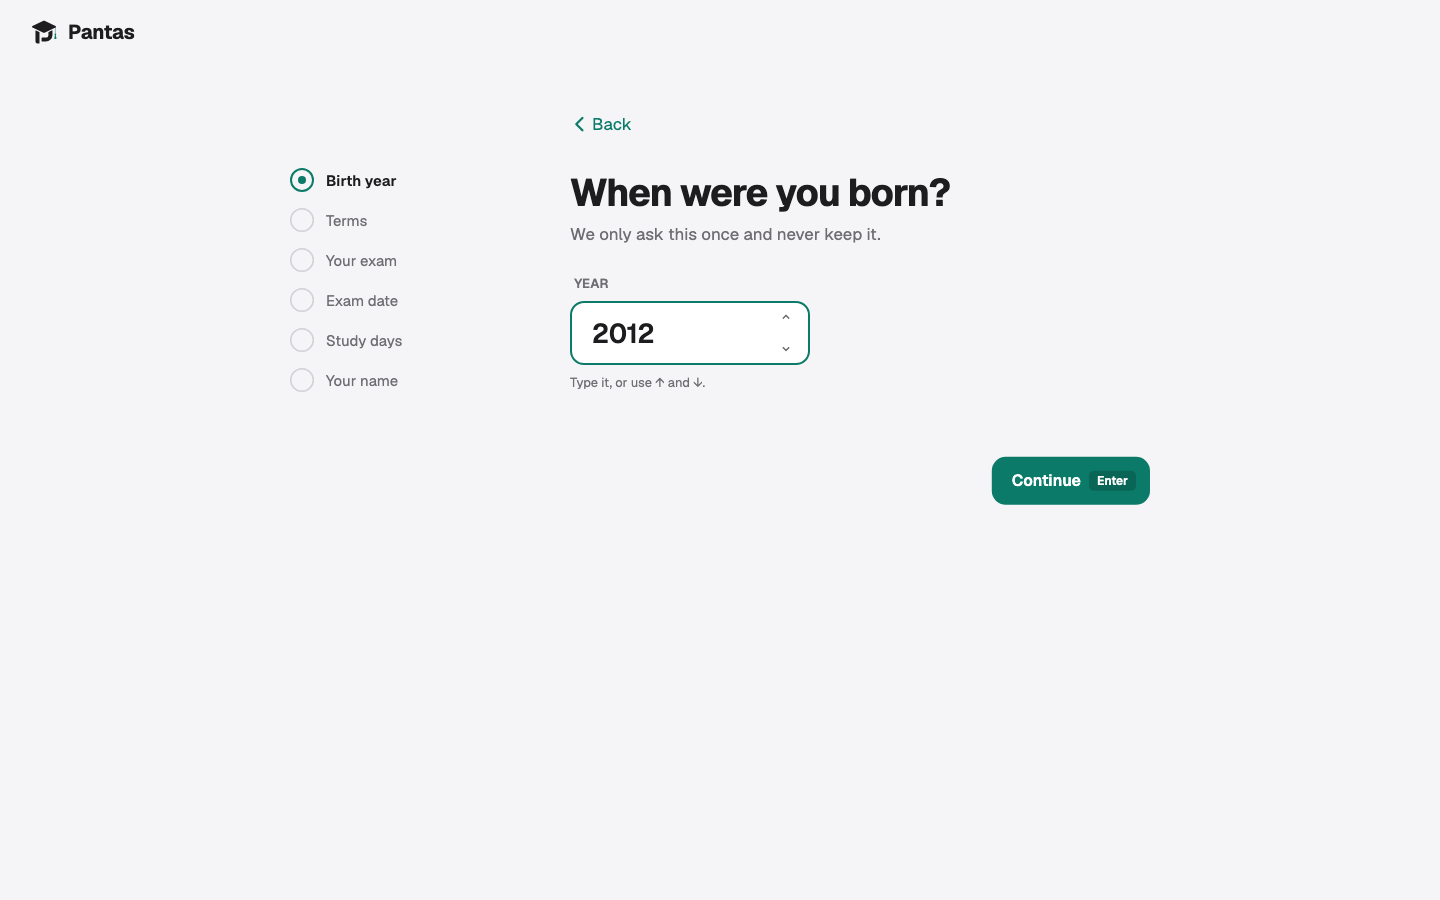 Pantas
Back
Birth year
Terms
Your exam
Exam date
Study days
Your name
When were you born?
We only ask this once and never keep it.
YEAR
2012
Type it, or use ↑ and ↓.
Continue Enter